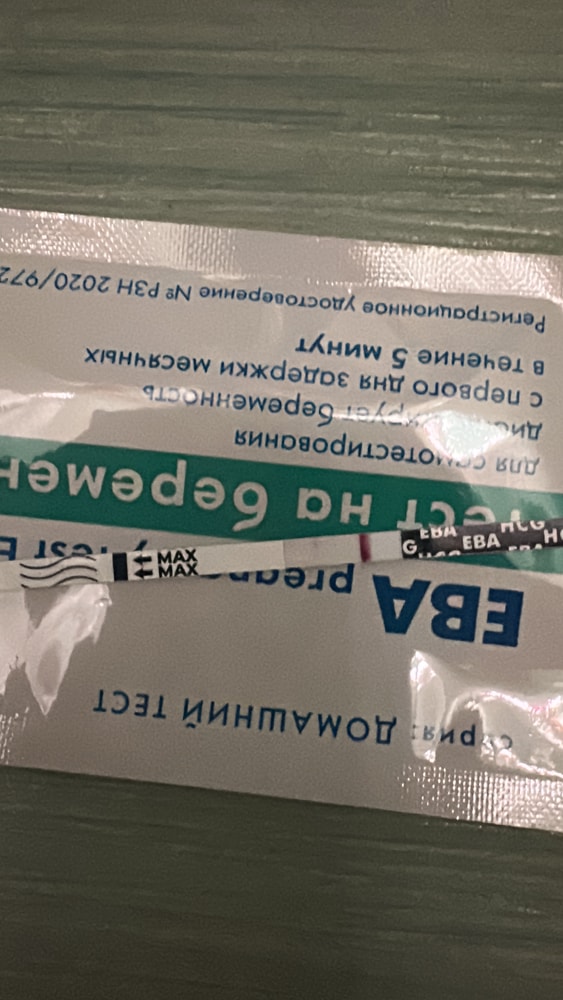 серия: ДОМАШНИЙ ТЕСТ
EBA
Тест на беремен
для самотестирования
беременность
с первого дня задержки месячных
в течение 5 минут
Регистрационное удостоверение № РЗН 2020/972
MAX
MAX
EBA HCG
G EBA